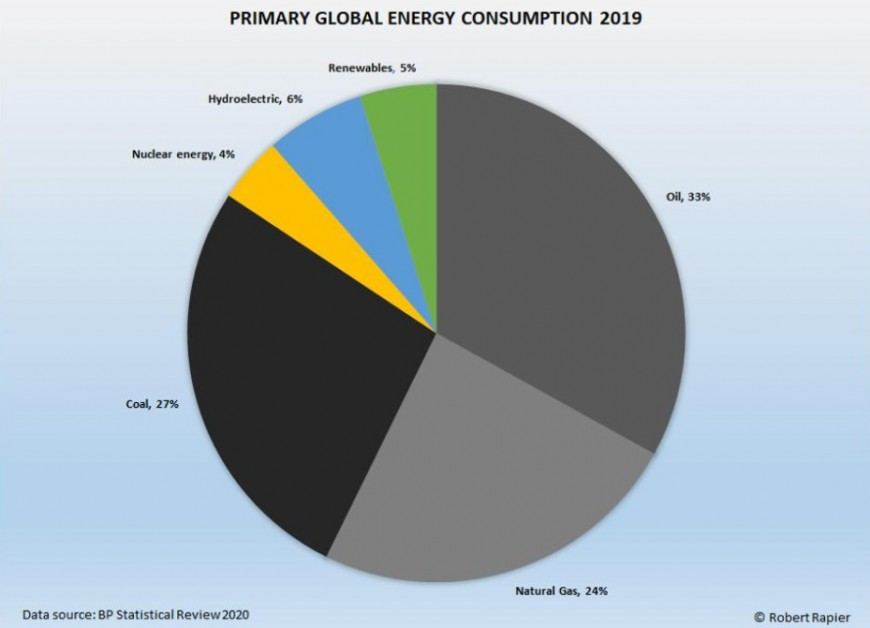 PRIMARY GLOBAL ENERGY CONSUMPTION 2019
Renewables, 5%
Hydroelectric, 6%
Nuclear energy, 4%
Oil, 33%
Coal, 27%
Natural Gas, 24%
Data source: BP Statistical Review 2020
© Robert Rapier